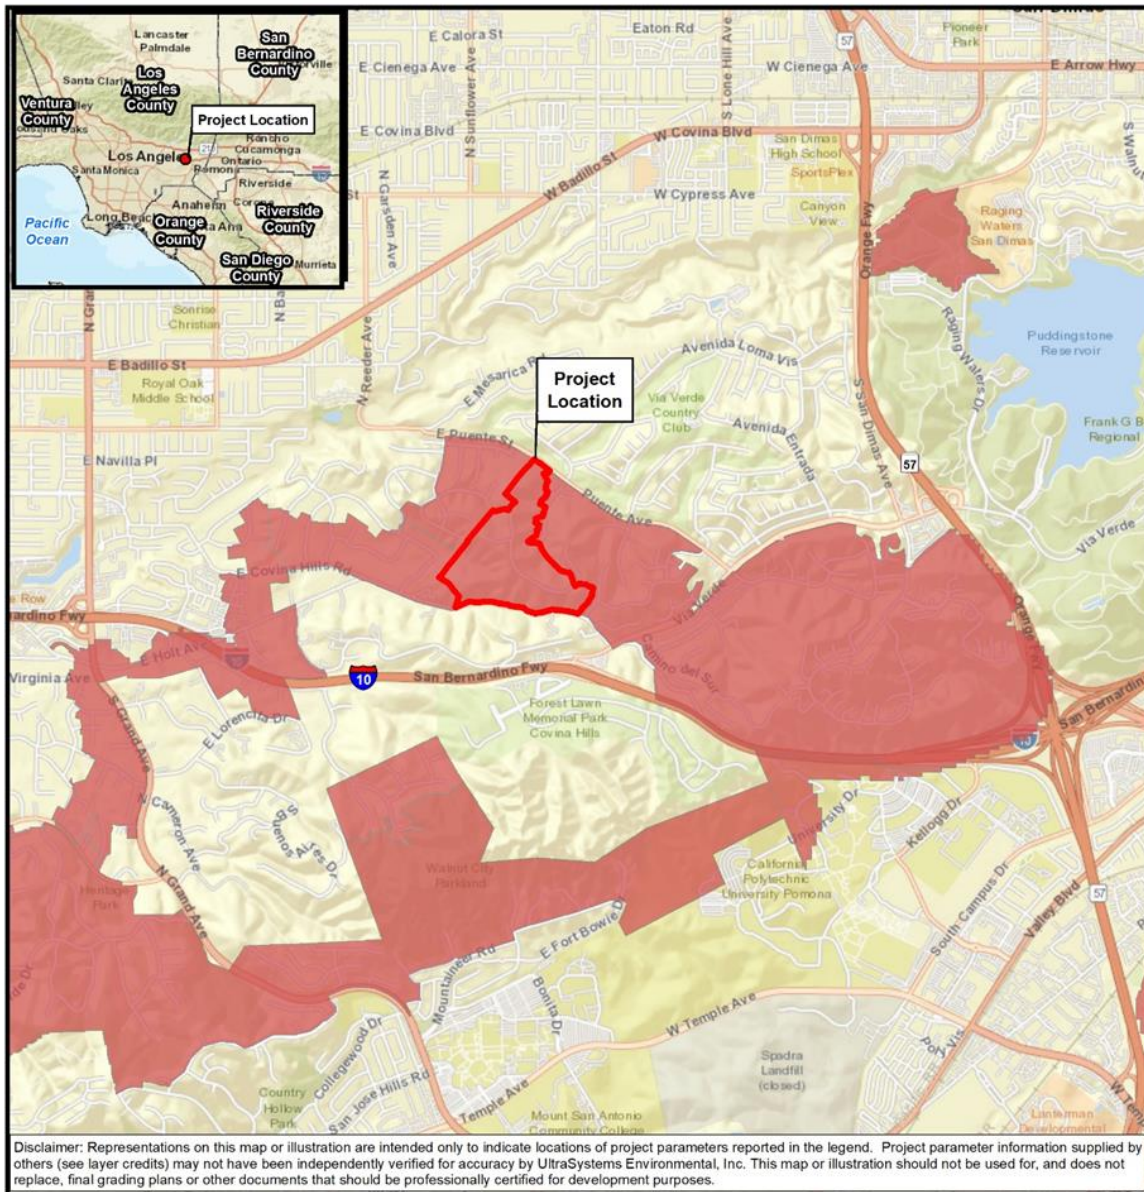 Lancaster
Palmdale
San
Bernardino
County
Santa Clarit
Los
Angeles
County
Ventura
County
Project Location
Los Angele
Santa Monica
Rancho
Cucamonga
Ontario
Riverside
Anaheim
Long Beac
Orange
County
Riverside
County
Pacific
Ocean
San Diego
County
Murrieta
E Calora St
Eaton Rd
57
Pioneer
Park
E Cienega Ave
W Cienega Ave
E Arrow Hwy
N Sunflower Ave
S Lone Hill Ave
E Covina Blvd
W Covina Blvd
San Dimas
High School
SportsPlex
W Badillo St
W Cypress Ave
Canyon
View
N Garsden Ave
Orange Fwy
Raging
Waters
San Dimas
Raging Waters Dr
Puddingstone
Reservoir
Sonrise
Christian
E Badillo St
Royal Oak
Middle School
N Reeder Ave
E Mesarica Rd
Avenida Loma Vis
Project
Location
Via Verde
Country
Club
Avenida Entrada
S San Dimas Ave
Frank G B
Regional
E Puente St
E Navilla Pl
57
Puente Ave
Via Verde
E Covina Hills Rd
Via Verde
Orange Fwy
E Holt Ave
10
Virginia Ave
10
San Bernardino Fwy
Camino del Sur
San Bernardino
S Grand Ave
E Lorencita Dr
Forest Lawn
Memorial Park
Covina Hills
N Cameron Ave
University Dr
Kellogg Dr
Walnut City
Parkland
California
Polytechnic
University Pomona
57
Heritage
Park
N Grand Ave
South Campus Dr
Valley Blvd
Mountaineer Rd
E Fort Bowie Dr
Bonita Dr
W Temple Ave
Collegewood Dr
Spadra
Landfill
(closed)
Country
Hollow
Park
San Jose Hills Rd
Temple Ave
Mount San Antonio
Community College
Lanterman
Developmental
Disclaimer: Representations on this map or illustration are intended only to indicate locations of project parameters reported in the legend. Project parameter information supplied by
others (see layer credits) may not have been independently verified for accuracy by UltraSystems Environmental, Inc. This map or illustration should not be used for, and does not
replace, final grading plans or other documents that should be professionally certified for development purposes.